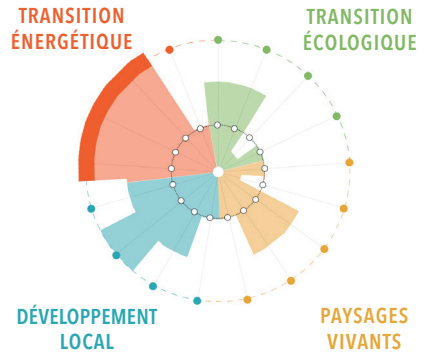 TRANSITION
ÉNERGÉTIQUE
TRANSITION
ÉCOLOGIQUE
DÉVELOPPEMENT
LOCAL
PAYSAGES
VIVANTS